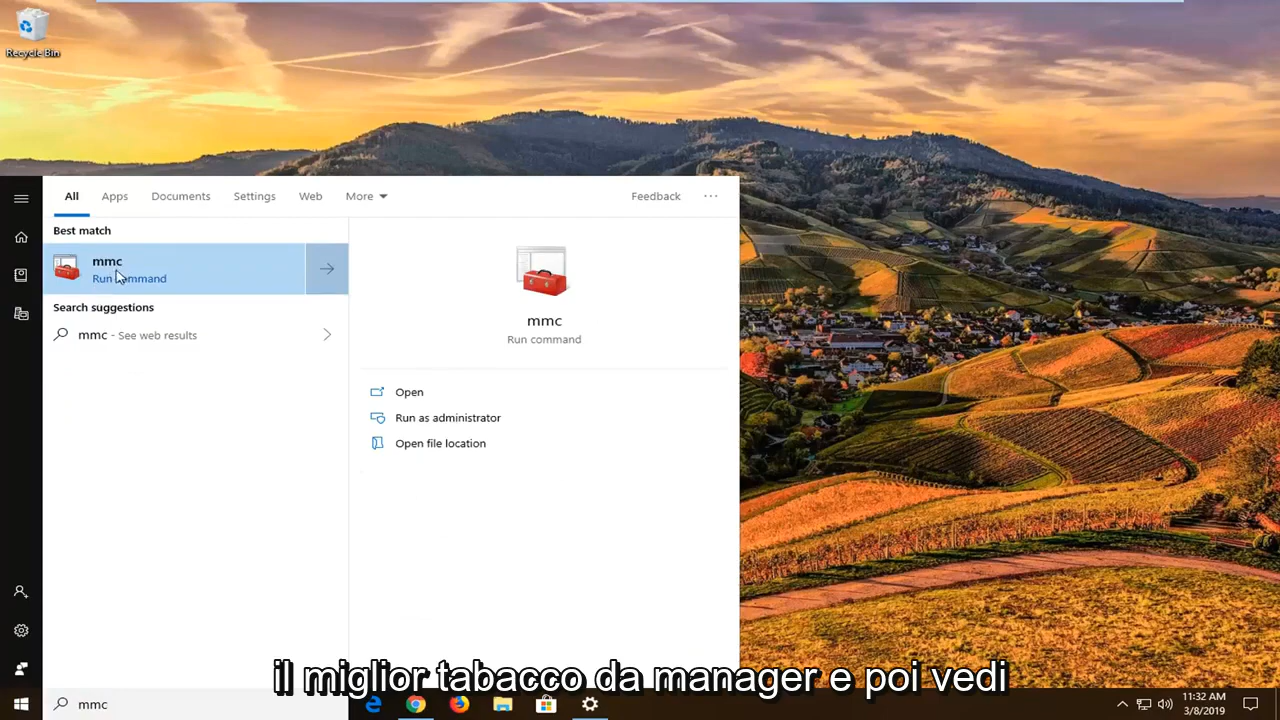 Recycle Bin
All Apps Documents Settings Web More Feedback ...
Best match
mmc
Run command
Search suggestions
mmc - See web results
mmc
Run command
Open
Run as administrator
Open file location
il miglior tabacco da manager e poi vedi
mmc
11:32 AM
3/8/2019